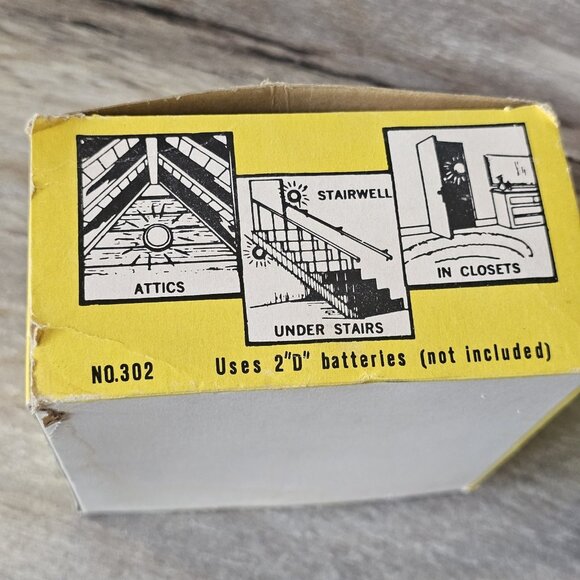 ATTICS
STAIRWELL
UNDER STAIRS
IN CLOSETS
NO.302
Uses 2"D" batteries (not included)